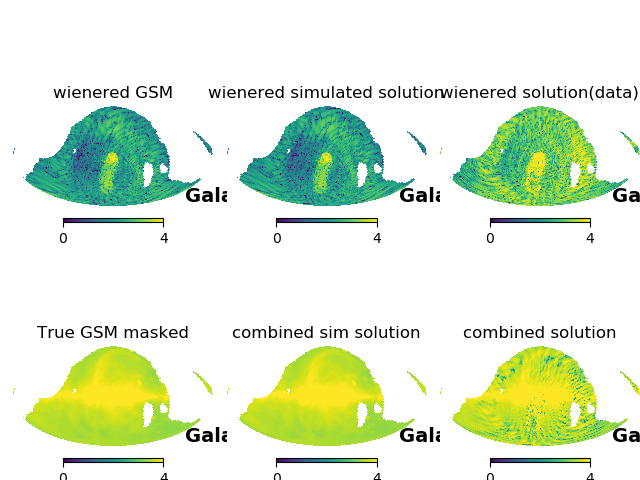 wienered GSM
wienered simulated solution
wienered solution(data)
Gala
Gala
Ga
0 4
0 4
0 4
True GSM masked
combined sim solution
combined solution
Gala
Gala
Ga
0 4
0 4
0 4